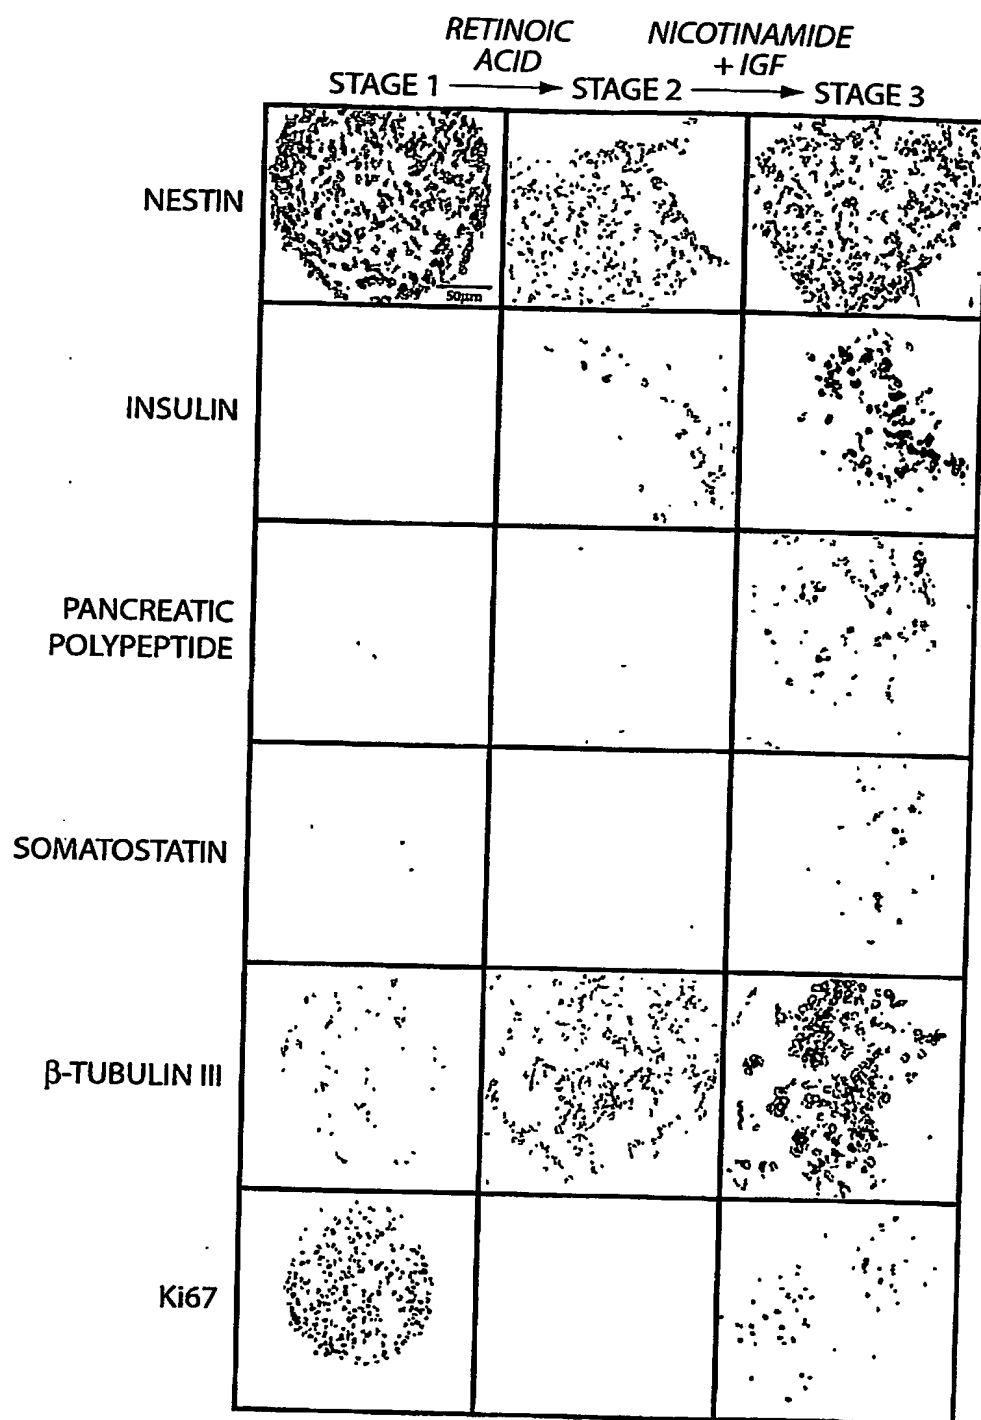 RETINOIC NICOTINAMIDE
ACID + IGF
STAGE 1 STAGE 2 STAGE 3
NESTIN
50µm
INSULIN
PANCREATIC
POLYPEPTIDE
SOMATOSTATIN
β-TUBULIN III
Ki67